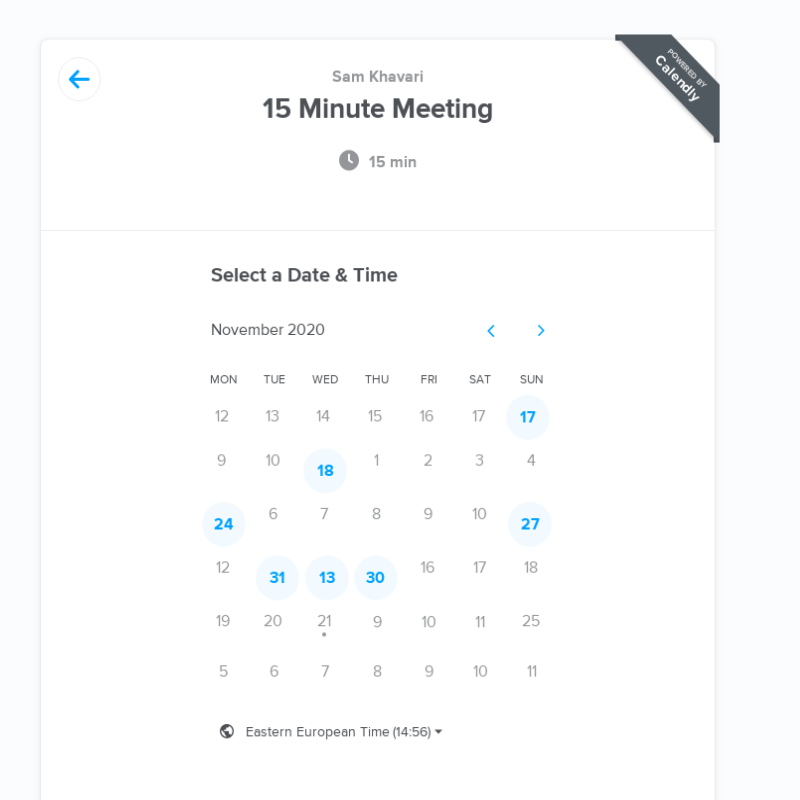 POWERED BY
Calendly
Sam Khavari
15 Minute Meeting
15 min
Select a Date & Time
November 2020
MON TUE WED THU FRI SAT SUN
12 13 14 15 16 17 17
9 10 18 1 2 3 4
24 6 7 8 9 10 27
12 31 13 30 16 17 18
19 20 21 9 10 11 25
5 6 7 8 9 10 11
Eastern European Time (14:56)